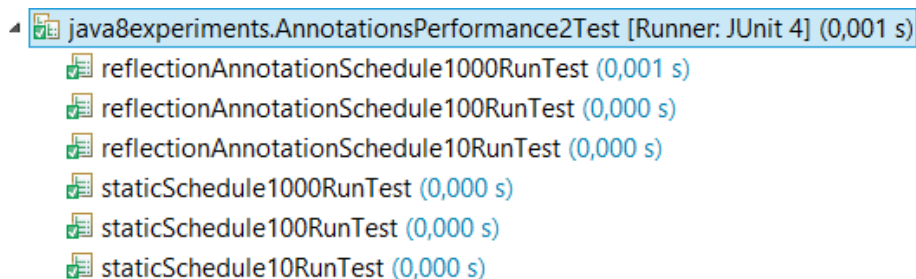 java8experiments.AnnotationsPerformance2Test [Runner: JUnit 4] (0,001 s)
reflectionAnnotationSchedule1000RunTest (0,001 s)
reflectionAnnotationSchedule100RunTest (0,000 s)
reflectionAnnotationSchedule10RunTest (0,000 s)
staticSchedule1000RunTest (0,000 s)
staticSchedule100RunTest (0,000 s)
staticSchedule10RunTest (0,000 s)